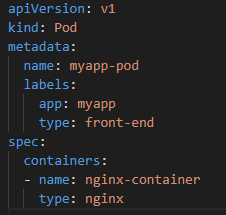 apiVersion: v1
kind: Pod
metadata:
  name: myapp-pod
  labels:
    app: myapp
    type: front-end
spec:
  containers:
  - name: nginx-container
    type: nginx